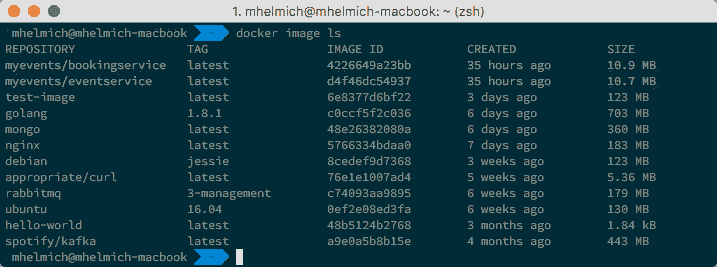 1. mhelmich@mhelmich-macbook: ~ (zsh)
mhelmich@mhelmich-macbook ~ docker image ls
REPOSITORY TAG IMAGE ID CREATED SIZE
myevents/bookingservice latest 4226649a23bb 35 hours ago 10.9 MB
myevents/eventservice latest d4f46dc54937 35 hours ago 10.7 MB
test-image latest 6e8377d6bf22 3 days ago 123 MB
golang 1.8.1 c0ccf5f2c036 6 days ago 703 MB
mongo latest 48e26382080a 6 days ago 360 MB
nginx latest 5766334bdaa0 7 days ago 183 MB
debian jessie 8cedef9d7368 3 weeks ago 123 MB
appropriate/curl latest 76e1e1007ad4 5 weeks ago 5.36 MB
rabbitmq 3-management c74093aa9895 6 weeks ago 179 MB
ubuntu 16.04 0ef2e08ed3fa 6 weeks ago 130 MB
hello-world latest 48b5124b2768 3 months ago 1.84 kB
spotify/kafka latest a9e0a5b8b15e 4 months ago 443 MB
mhelmich@mhelmich-macbook ~